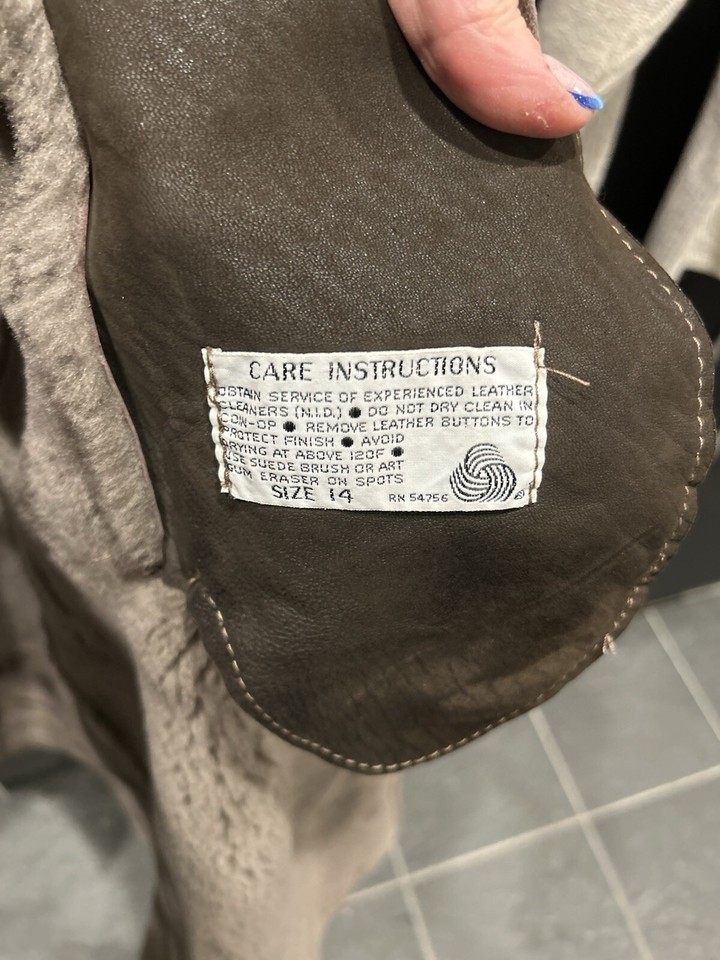 CARE INSTRUCTIONS
OBTAIN SERVICE OF EXPERIENCED LEATHER
CLEANERS (N.I.D.) ● DO NOT DRY CLEAN IN
COIN-OP ● REMOVE LEATHER BUTTONS TO
PROTECT FINISH ● AVOID
DRYING AT ABOVE 120F ●
USE SUEDE BRUSH OR ART
GUM ERASER ON SPOTS
SIZE 14
RN 54756 ®